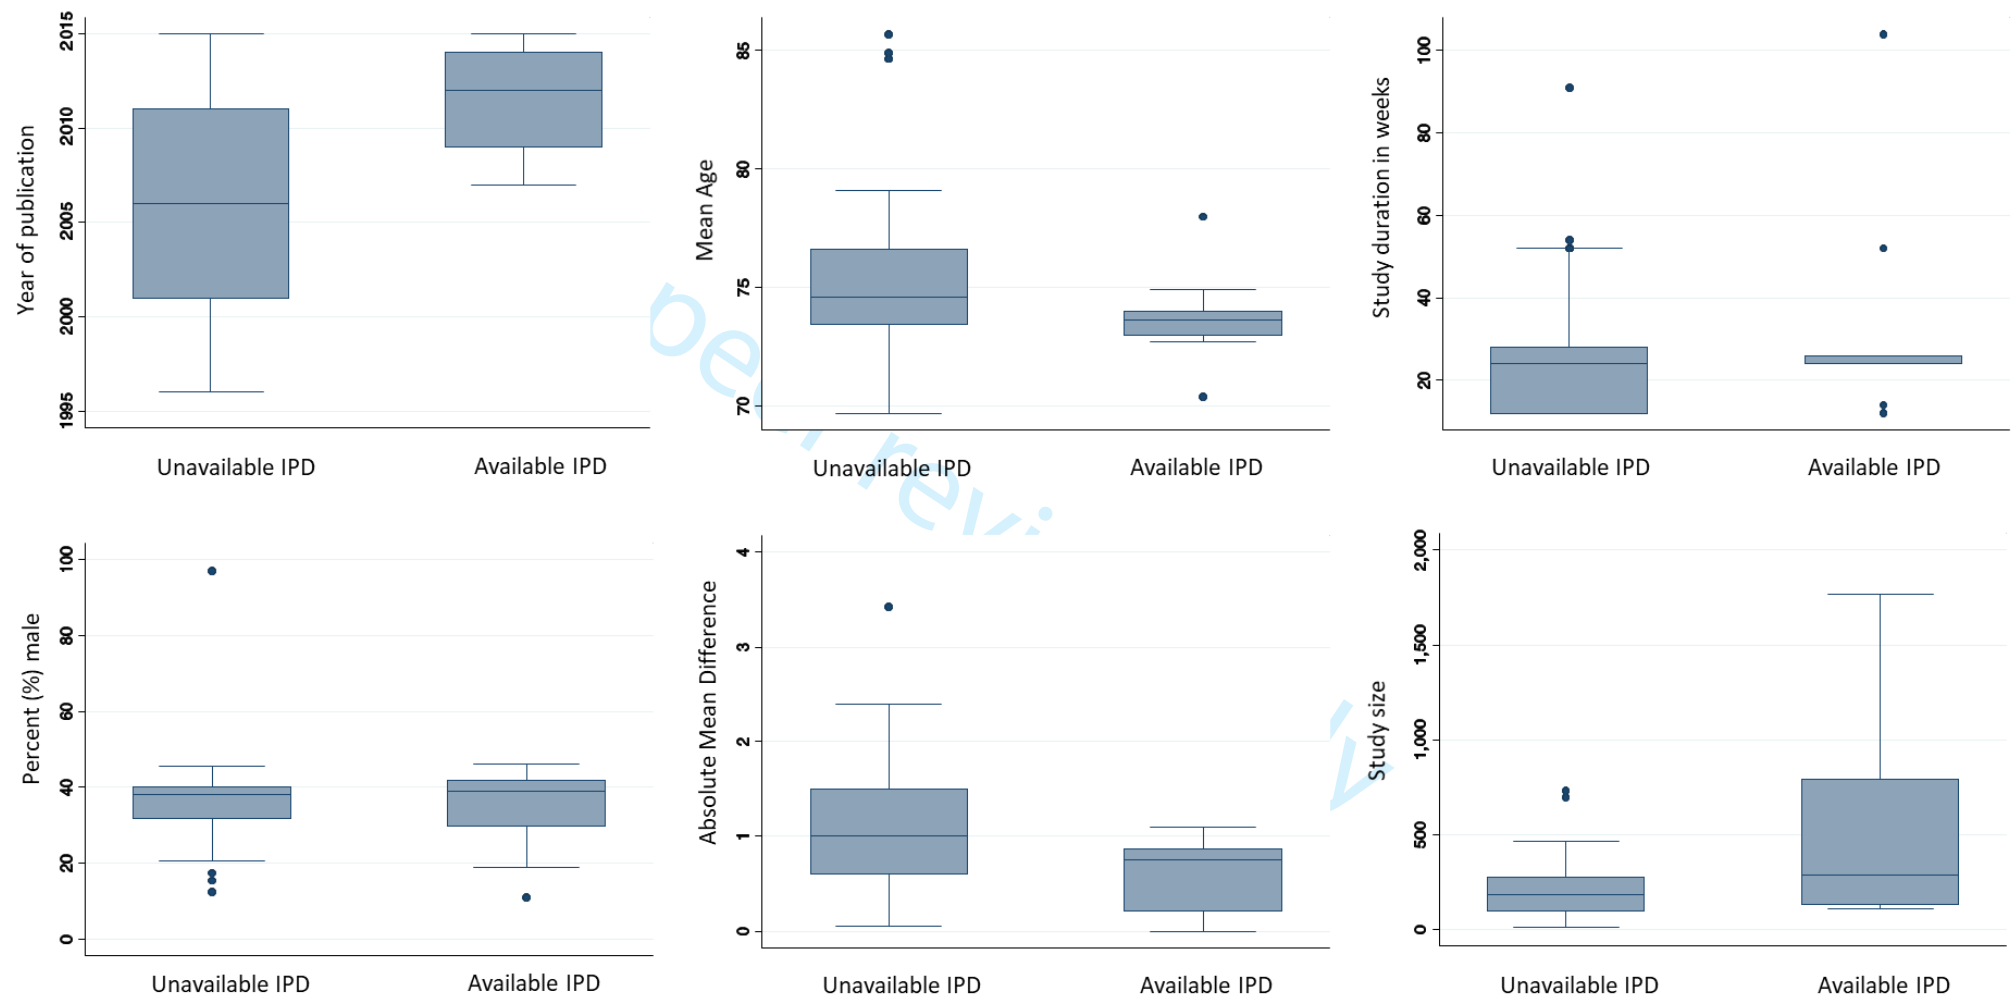 Year of publication
2015
2010
2005
2000
1995
Unavailable IPD
Available IPD
Mean Age
85
80
75
70
Unavailable IPD
Available IPD
Study duration in weeks
100
80
60
40
20
Unavailable IPD
Available IPD
Percent (%) male
100
80
60
40
20
0
Unavailable IPD
Available IPD
Absolute Mean Difference
4
3
2
1
0
Unavailable IPD
Available IPD
Study size
2,000
1,500
1,000
500
0
Unavailable IPD
Available IPD